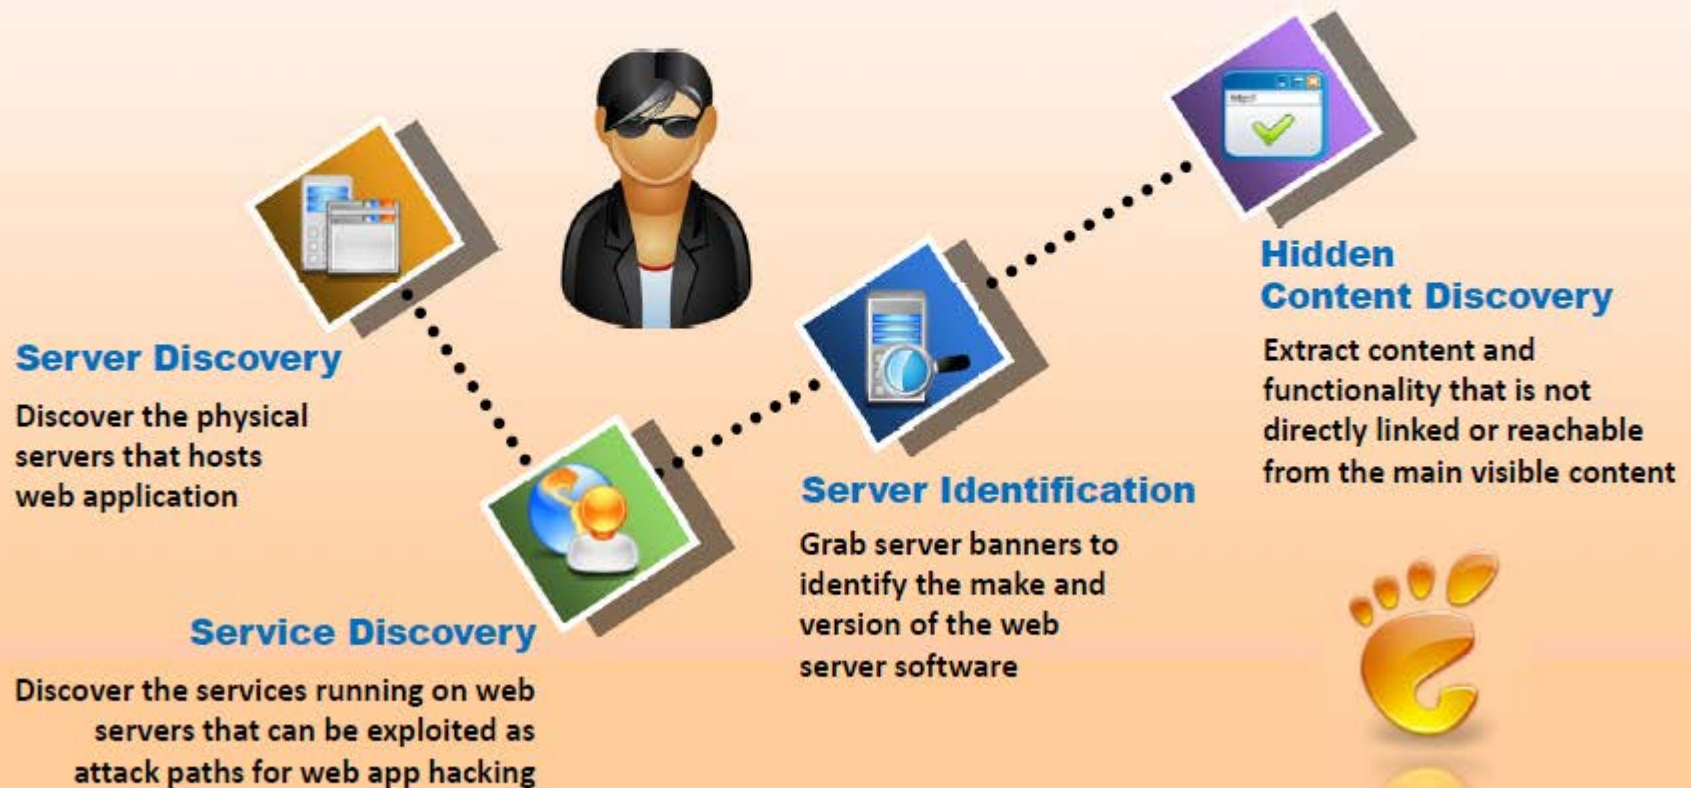 Server Discovery
Discover the physical
servers that hosts
web application
Service Discovery
Discover the services running on web
servers that can be exploited as
attack paths for web app hacking
Server Identification
Grab server banners to
identify the make and
version of the web
server software
Hidden
Content Discovery
Extract content and
functionality that is not
directly linked or reachable
from the main visible content